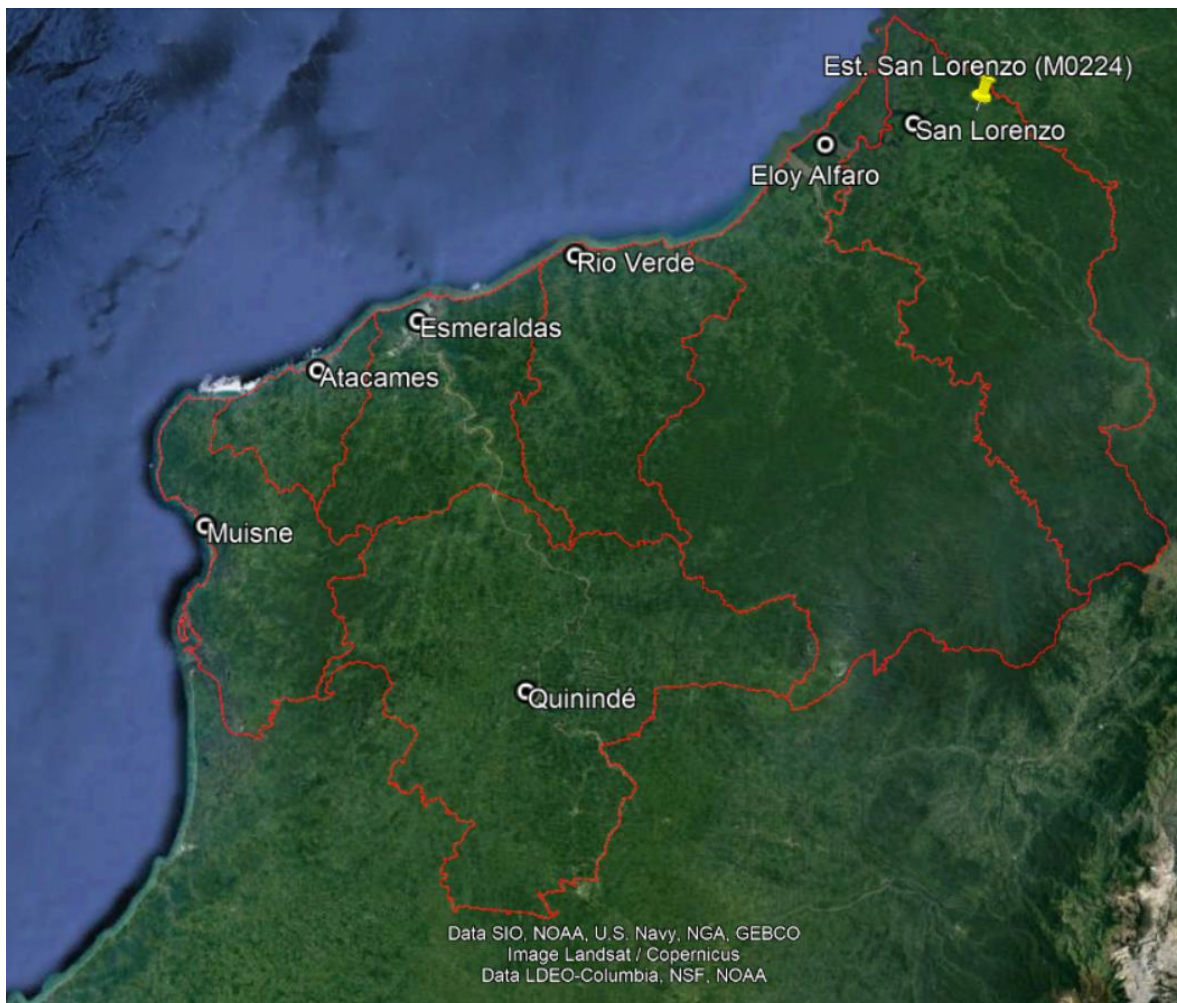 Est. San Lorenzo (M0224)
San Lorenzo
Eloy Alfaro
Rio Verde
Esmeraldas
Atacames
Muisne
Quinindé
Data SIO, NOAA, U.S. Navy, NGA, GEBCO
Image Landsat / Copernicus
Data LDEO-Columbia, NSF, NOAA